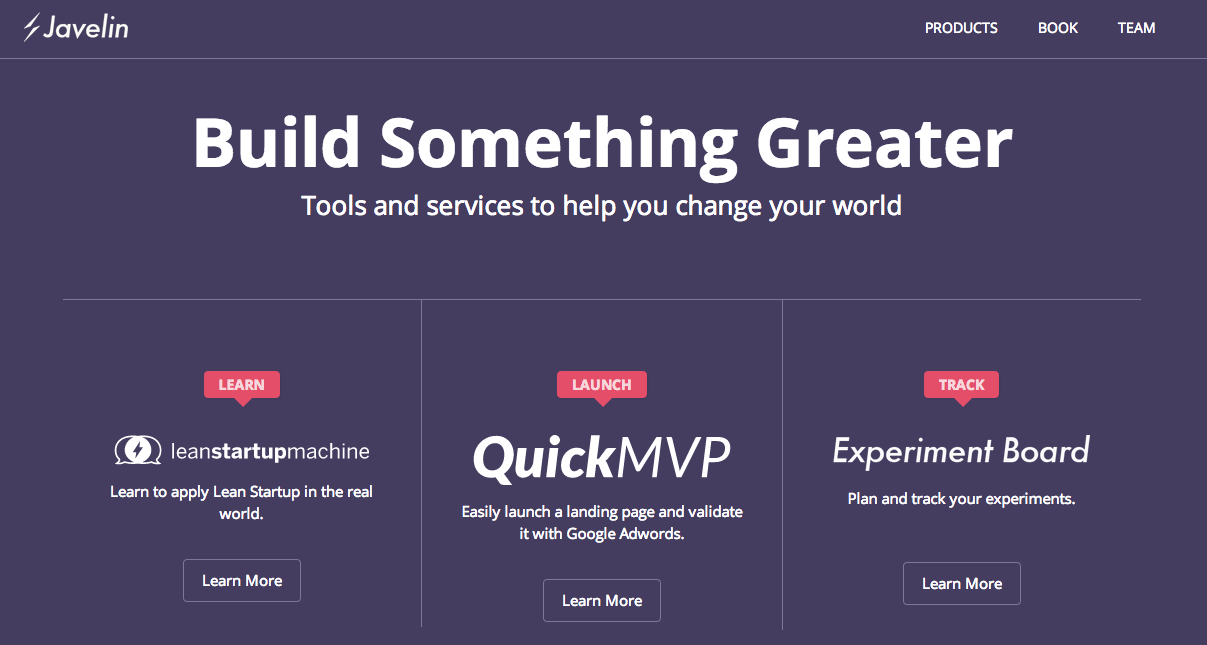 Javelin
PRODUCTS
BOOK
TEAM
Build Something Greater
Tools and services to help you change your world
LEARN
leanstartupmachine
Learn to apply Lean Startup in the real
world.
Learn More
LAUNCH
QuickMVP
Easily launch a landing page and validate
it with Google Adwords.
Learn More
TRACK
Experiment Board
Plan and track your experiments.
Learn More